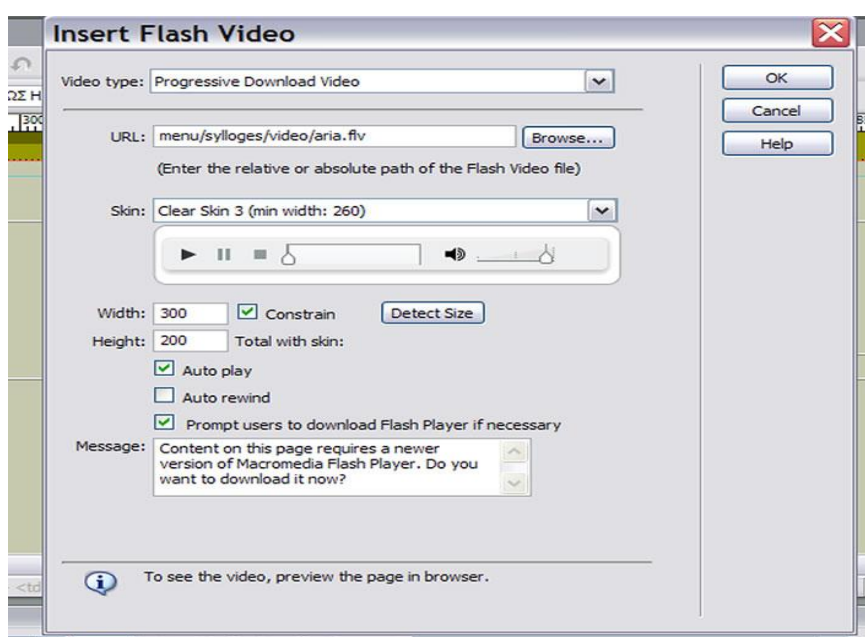 Insert Flash Video
Video type: Progressive Download Video
OK
Cancel
Help
URL: menu/sylloges/video/aria.flv Browse...
(Enter the relative or absolute path of the Flash Video file)
Skin: Clear Skin 3 (min width: 260)
Width: 300 Constrain Detect Size
Height: 200 Total with skin:
Auto play
Auto rewind
Prompt users to download Flash Player if necessary
Message: Content on this page requires a newer
version of Macromedia Flash Player. Do you
want to download it now?
To see the video, preview the page in browser.
ΩΣ Η
300
<td